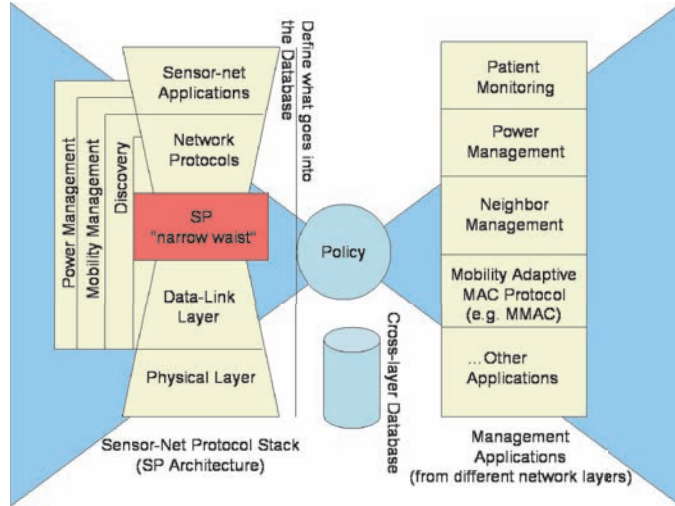 Sensor-net
Applications
Network
Protocols
SP
"narrow waist"
Data-Link
Layer
Physical Layer
Power Management
Mobility Management
Discovery
Sensor-Net Protocol Stack
(SP Architecture)
Define what goes into
the Database
Policy
Cross-layer Database
Patient
Monitoring
Power
Management
Neighbor
Management
Mobility Adaptive
MAC Protocol
(e.g. MMAC)
...Other
Applications
Management
Applications
(from different network layers)